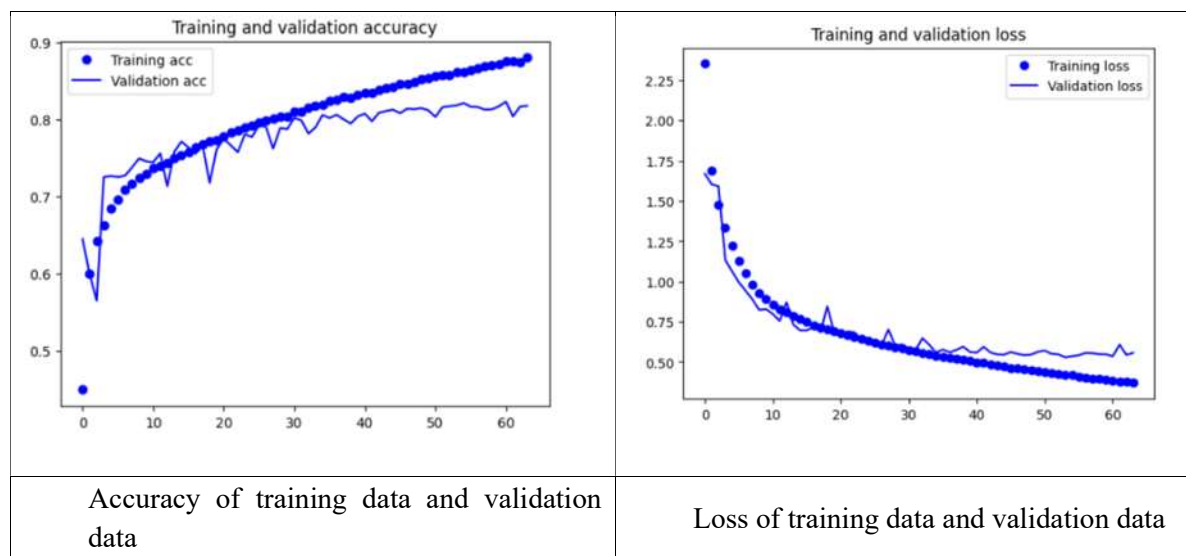 Training and validation accuracy
0.9
0.8
0.7
0.6
0.5
Training acc
Validation acc
0 10 20 30 40 50 60
Training and validation loss
2.25
2.00
1.75
1.50
1.25
1.00
0.75
0.50
Training loss
Validation loss
0 10 20 30 40 50 60
Accuracy of training data and validation
data
Loss of training data and validation data